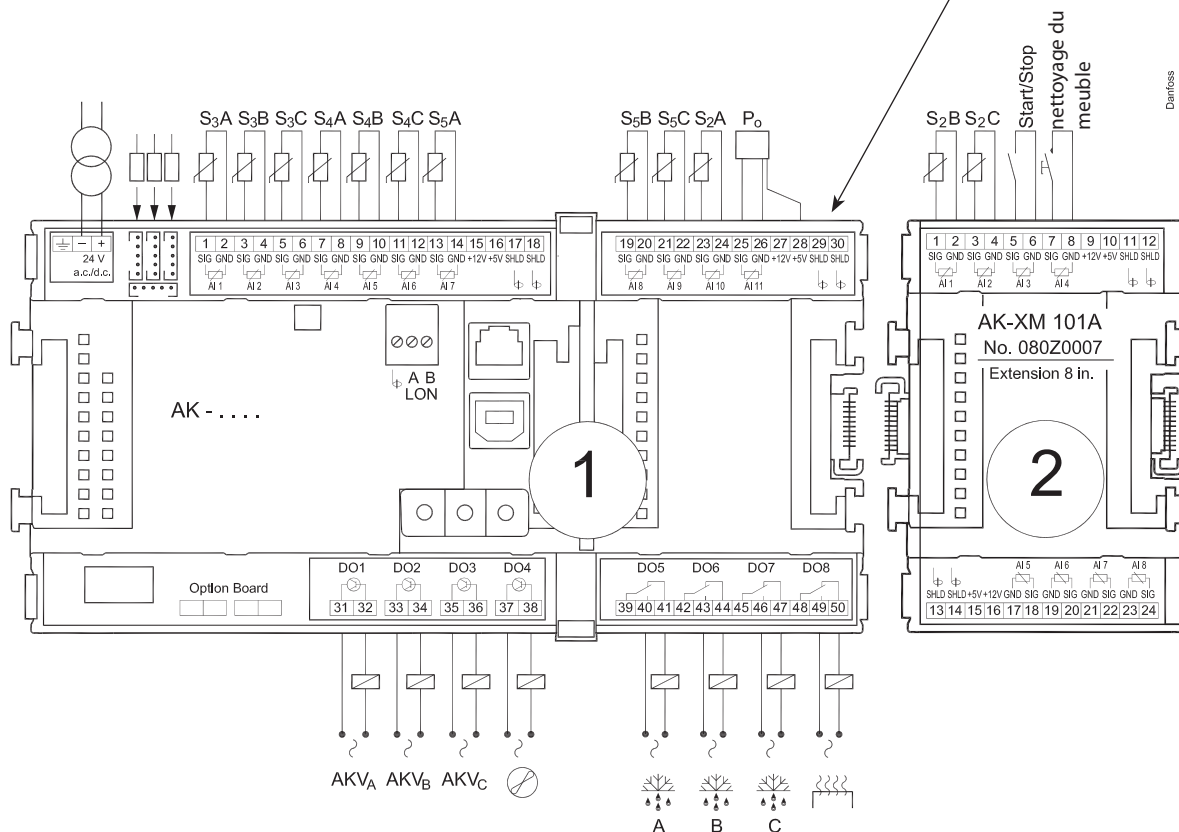 Danfoss
Start/Stop
nettoyage du
meuble
S3A S3B S3C S4A S4B S4C S5A
S5B S5C S2A P0
S2B S2C
– +
24 V
a.c./d.c.
1 2 3 4 5 6 7 8 9 10 11 12 13 14 15 16 17 18
SIG GND SIG GND SIG GND SIG GND SIG GND SIG GND SIG GND +12V +5V SHLD SHLD
AI 1 AI 2 AI 3 AI 4 AI 5 AI 6 AI 7
19 20 21 22 23 24 25 26 27 28 29 30
SIG GND SIG GND SIG GND SIG GND +12V +5V SHLD SHLD
AI 8 AI 9 AI 10 AI 11
1 2 3 4 5 6 7 8 9 10 11 12
SIG GND SIG GND SIG GND SIG GND +12V +5V SHLD SHLD
AI 1 AI 2 AI 3 AI 4
AK - . . . .
A B
LON
1
AK-XM 101A
No. 080Z0007
Extension 8 in.
2
Option Board
DO1 DO2 DO3 DO4
31 32 33 34 35 36 37 38
DO5 DO6 DO7 DO8
39 40 41 42 43 44 45 46 47 48 49 50
AI 5 AI 6 AI 7 AI 8
SHLD SHLD +5V +12V GND SIG GND SIG GND SIG GND SIG
13 14 15 16 17 18 19 20 21 22 23 24
AKVA AKVB AKVC
A B C